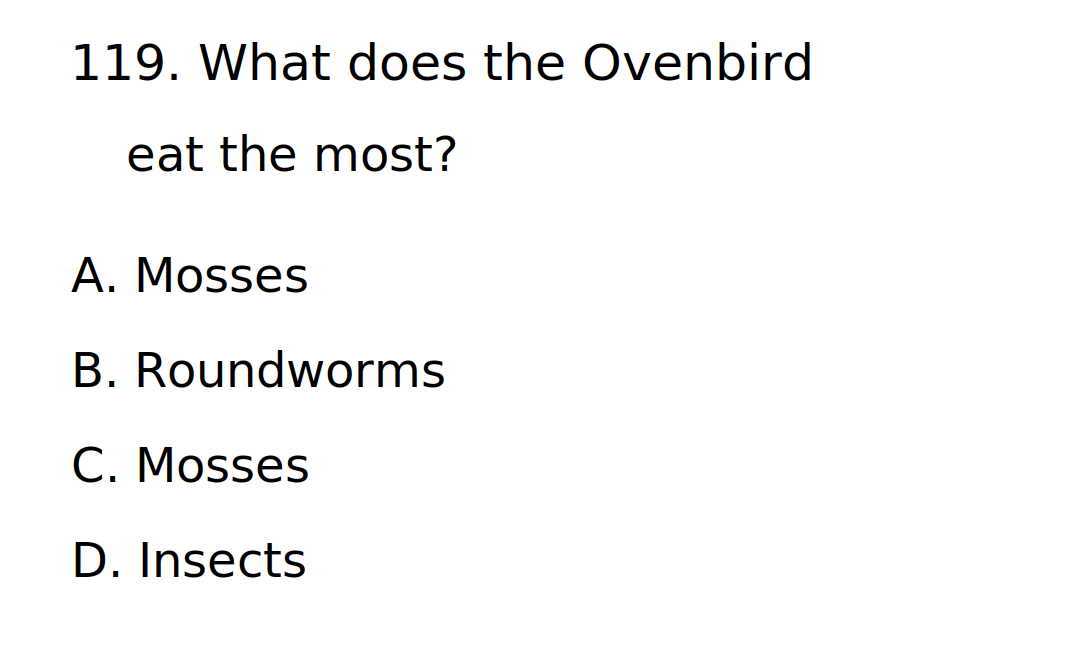 119. What does the Ovenbird
eat the most?
A. Mosses
B. Roundworms
C. Mosses
D. Insects